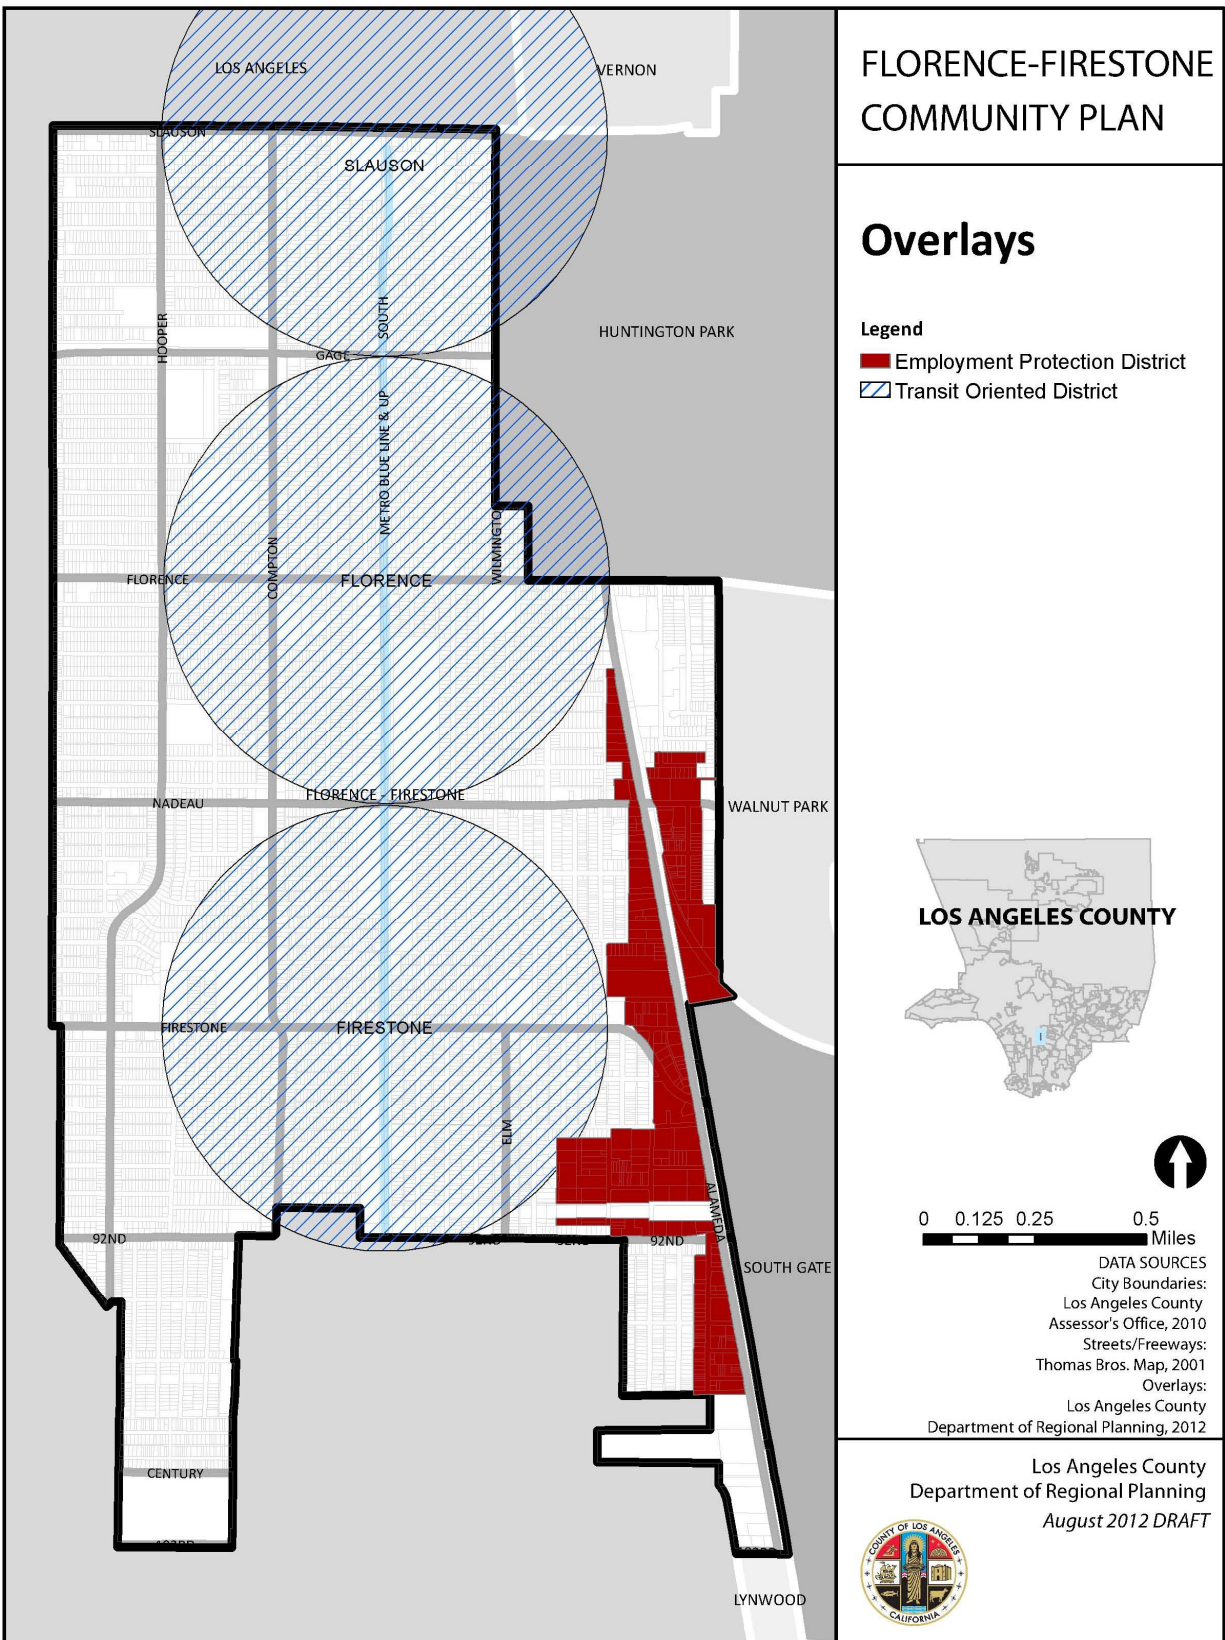 FLORENCE-FIRESTONE
COMMUNITY PLAN
Overlays
Legend
Employment Protection District
Transit Oriented District
LOS ANGELES
VERNON
SLAUSON
SLAUSON
HUNTINGTON PARK
HOOPER
GAGE
SOUTH
METRO BLUE LINE & UP
COMPTON
WILMINGTO
FLORENCE
FLORENCE
NADEAU
FLORENCE - FIRESTONE
WALNUT PARK
FIRESTONE
FIRESTONE
ELM
ALAMEDA
92ND
92ND
92ND
92ND
SOUTH GATE
CENTURY
103RD
LYNWOOD
LOS ANGELES COUNTY
0 0.125 0.25 0.5
Miles
DATA SOURCES
City Boundaries:
Los Angeles County
Assessor's Office, 2010
Streets/Freeways:
Thomas Bros. Map, 2001
Overlays:
Los Angeles County
Department of Regional Planning, 2012
Los Angeles County
Department of Regional Planning
August 2012 DRAFT
COUNTY OF LOS ANGELES
CALIFORNIA